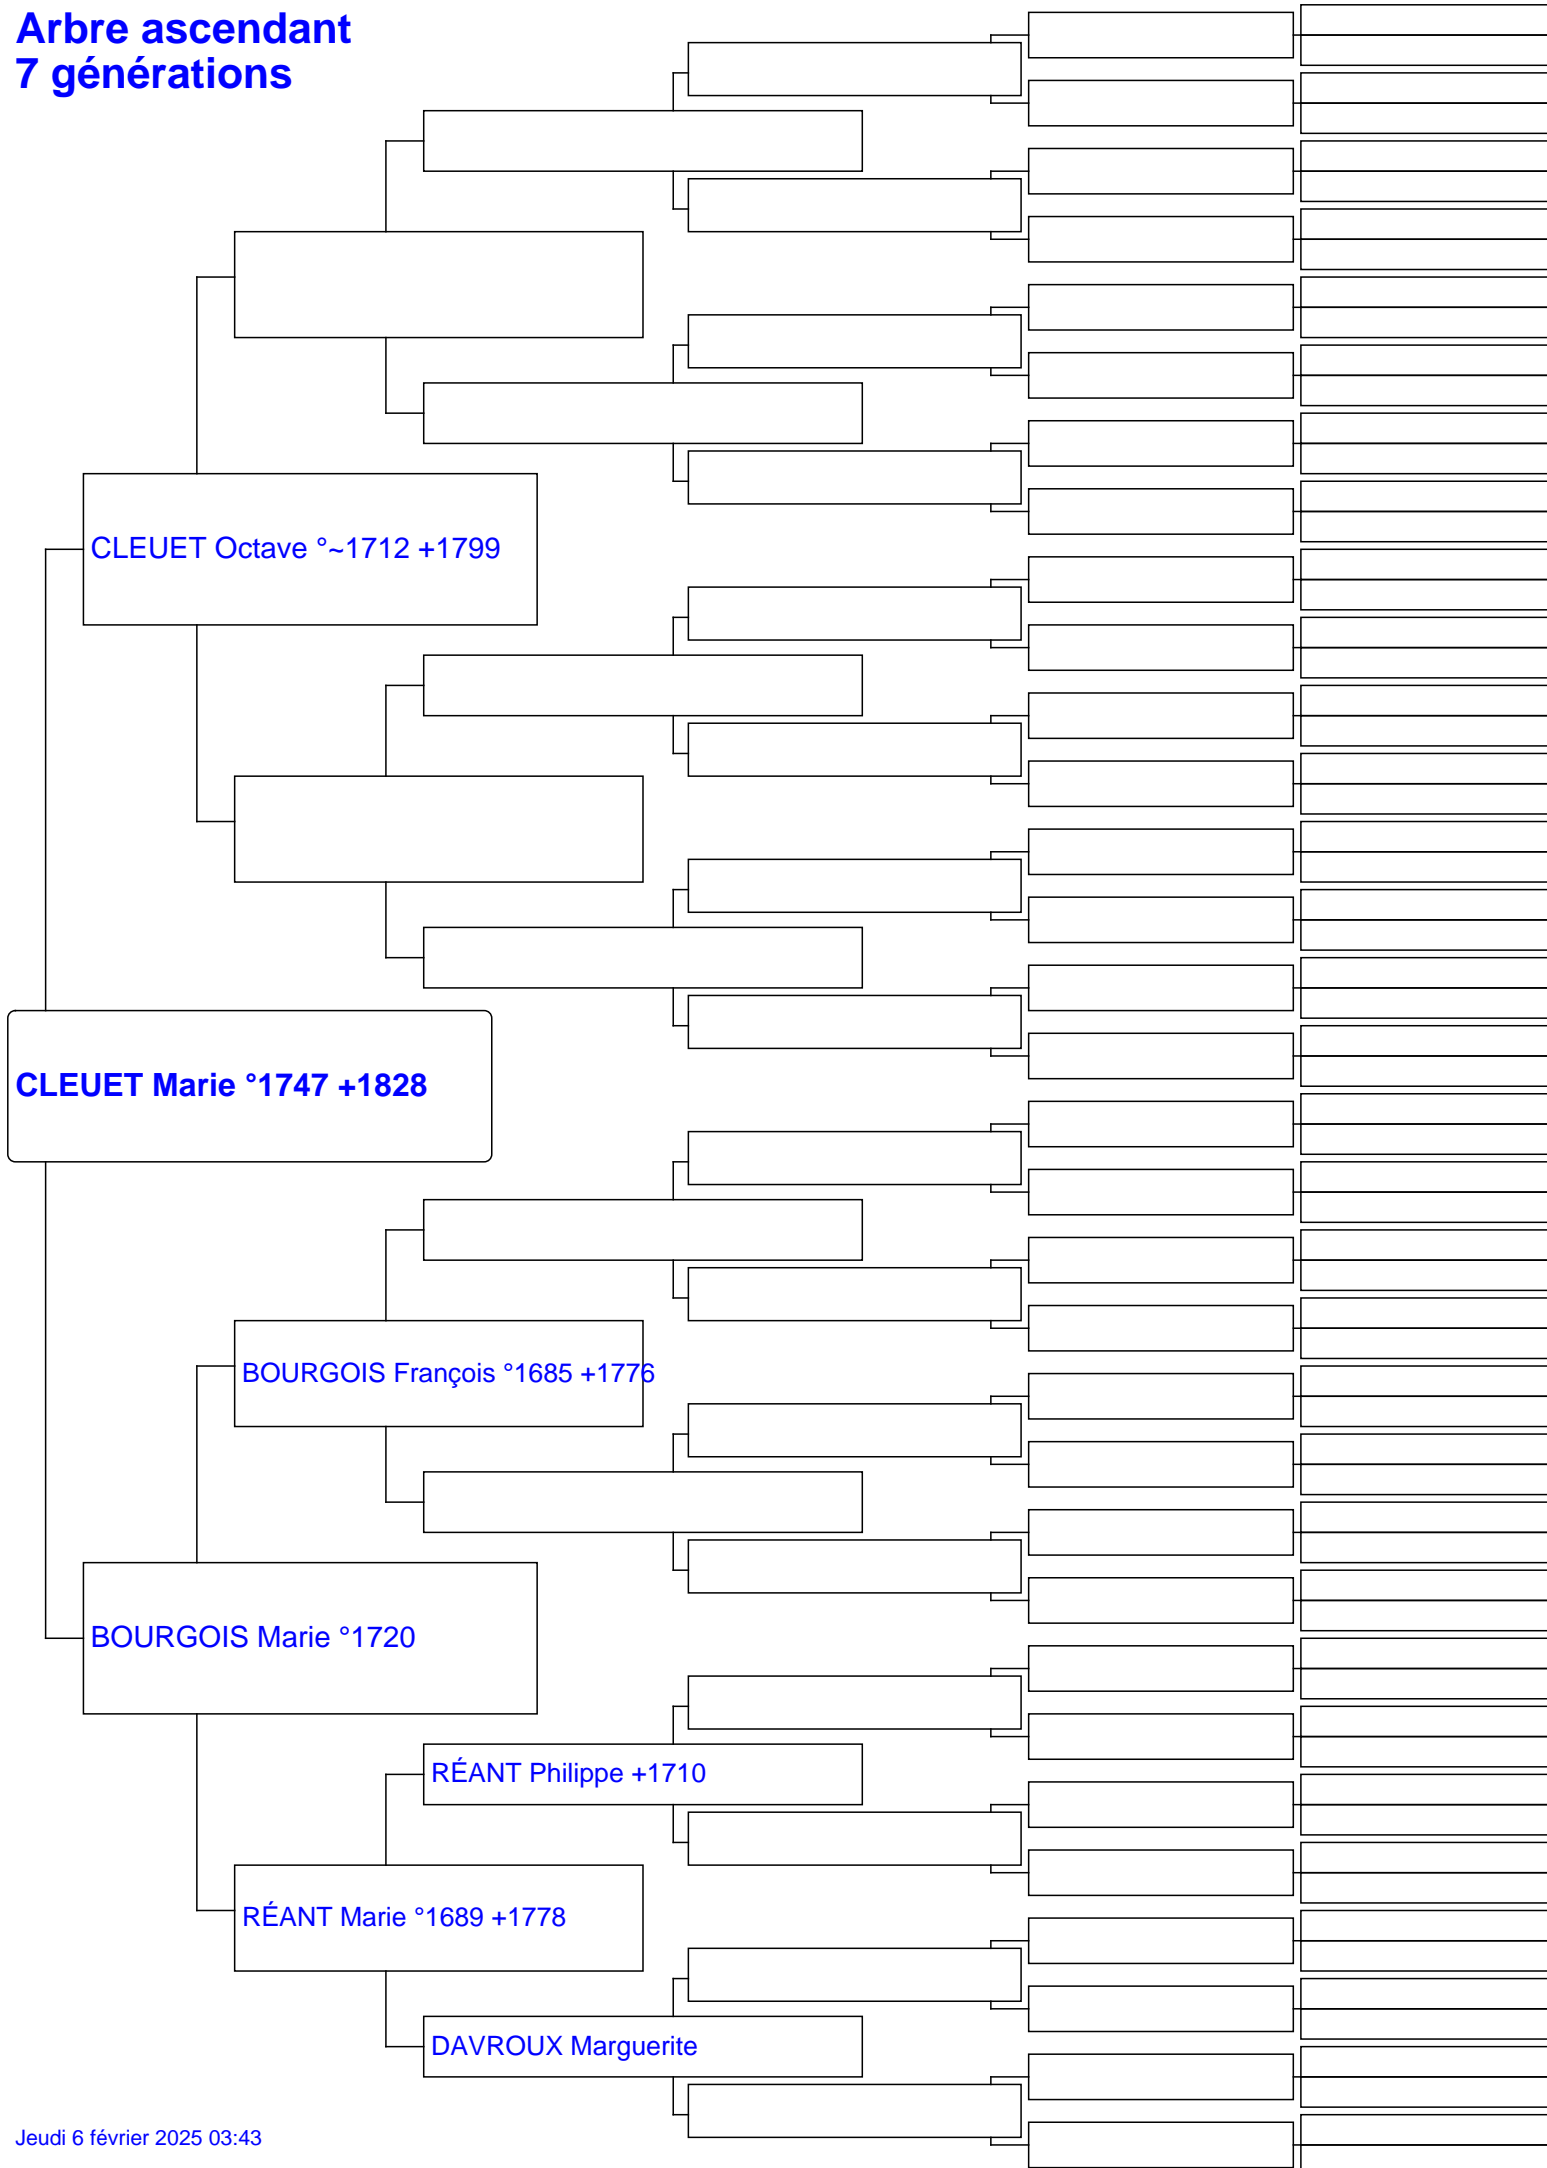 Arbre ascendant
7 générations
CLEUET Octave °~1712 +1799
CLEUET Marie °1747 +1828
BOURGOIS François °1685 +1776
BOURGOIS Marie °1720
RÉANT Philippe +1710
RÉANT Marie °1689 +1778
DAVROUX Marguerite
Jeudi 6 février 2025 03:43